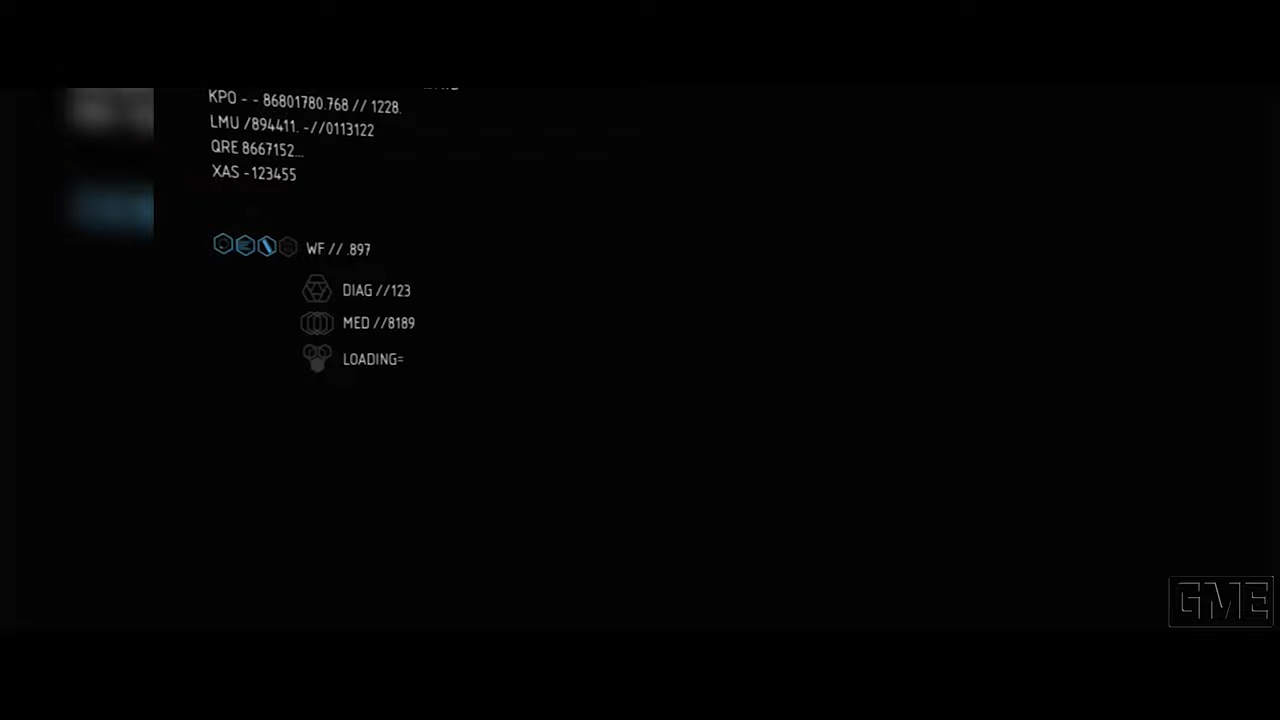 KPO - - 86801780.768 // 1228.
LMU /894411. -//0113122
QRE 8667152...
XAS -123455
WF // .897
DIAG //123
MED //8189
LOADING=
GME